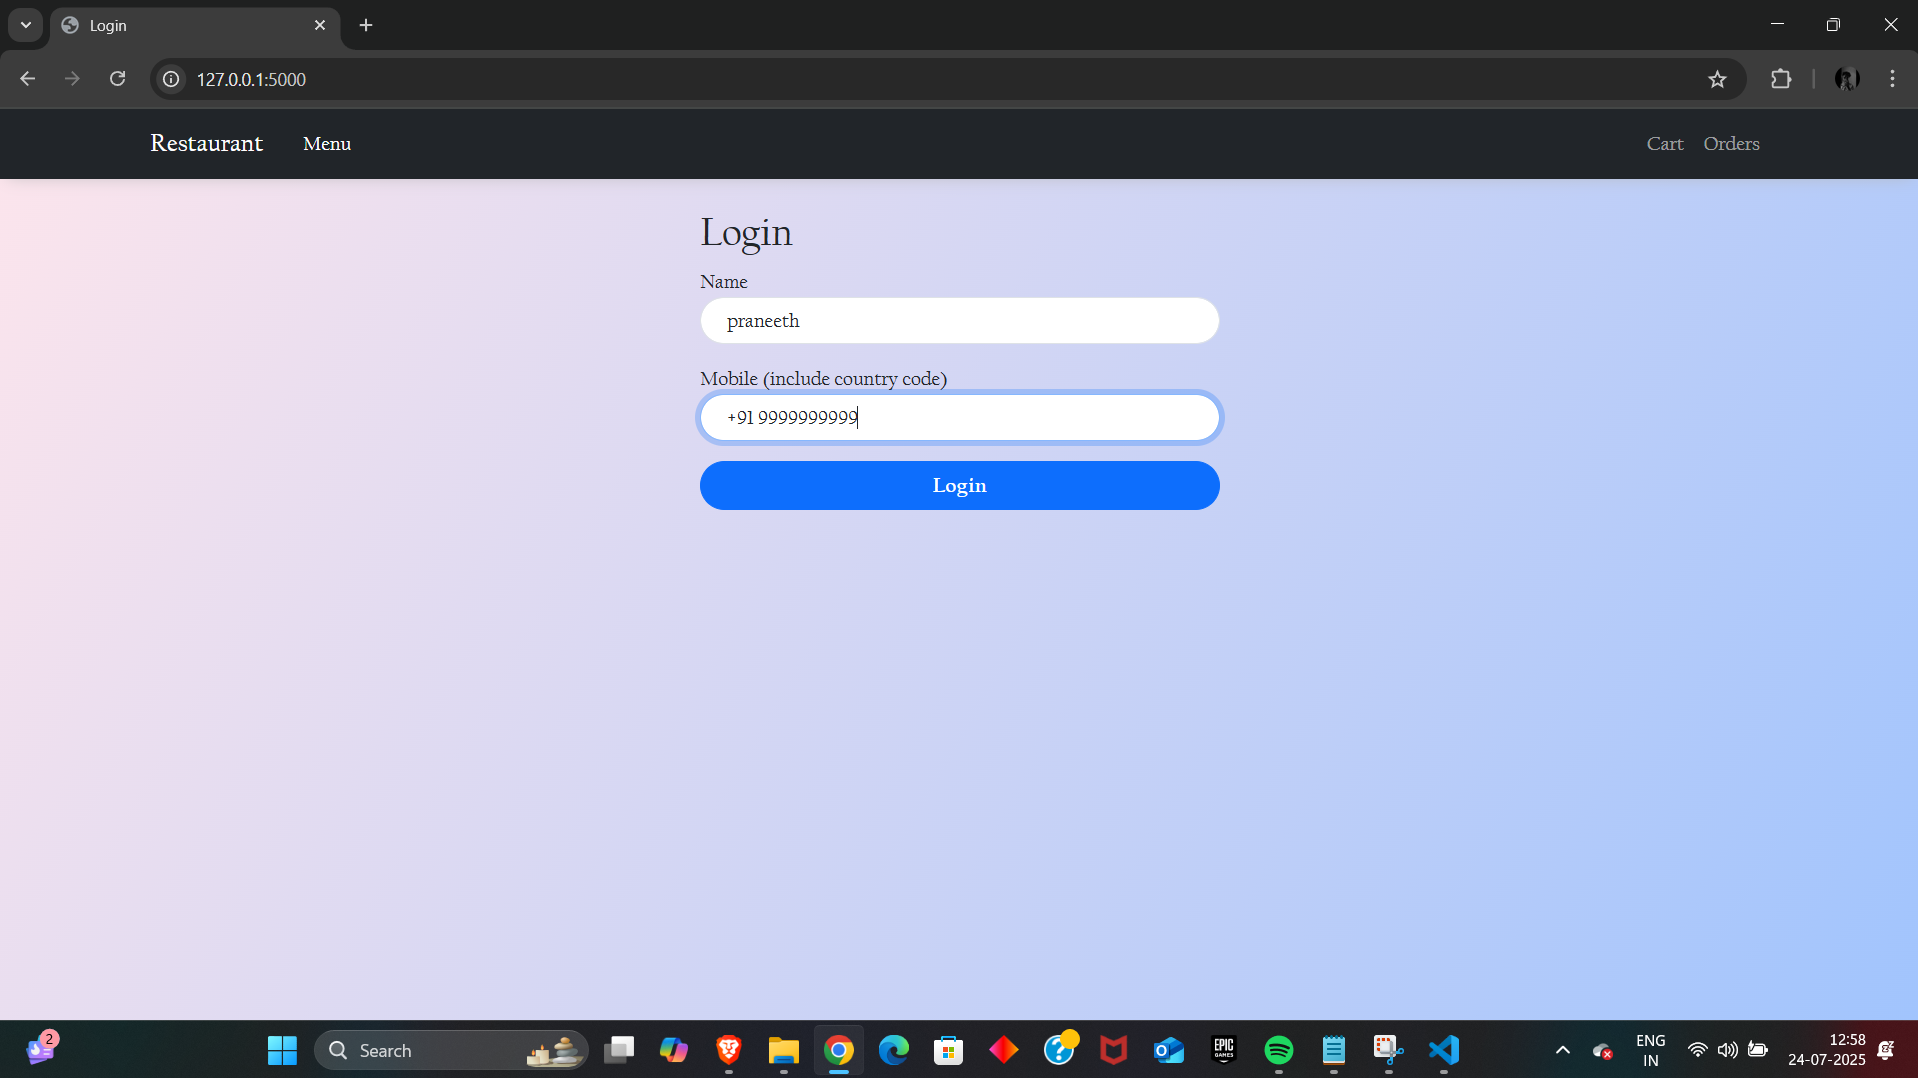 Login
127.0.0.1:5000
Restaurant Menu Cart Orders
Login
Name
praneeth
Mobile (include country code)
+91 9999999999
Login
2
Search
EPIC
GAMES
ENG
IN
12:58
24-07-2025